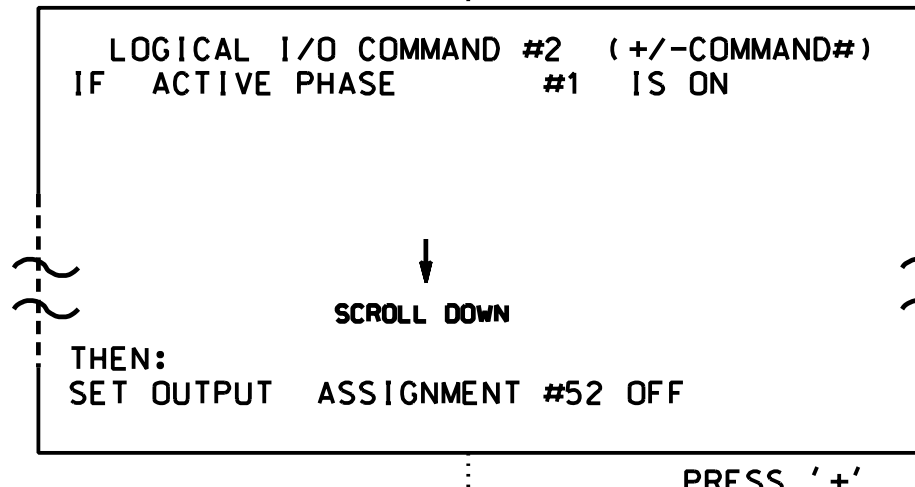 LOGICAL I/O COMMAND #2 (+/-COMMAND#)
IF ACTIVE PHASE #1 IS ON
SCROLL DOWN
THEN:
SET OUTPUT ASSIGNMENT #52 OFF
PRESS '+'